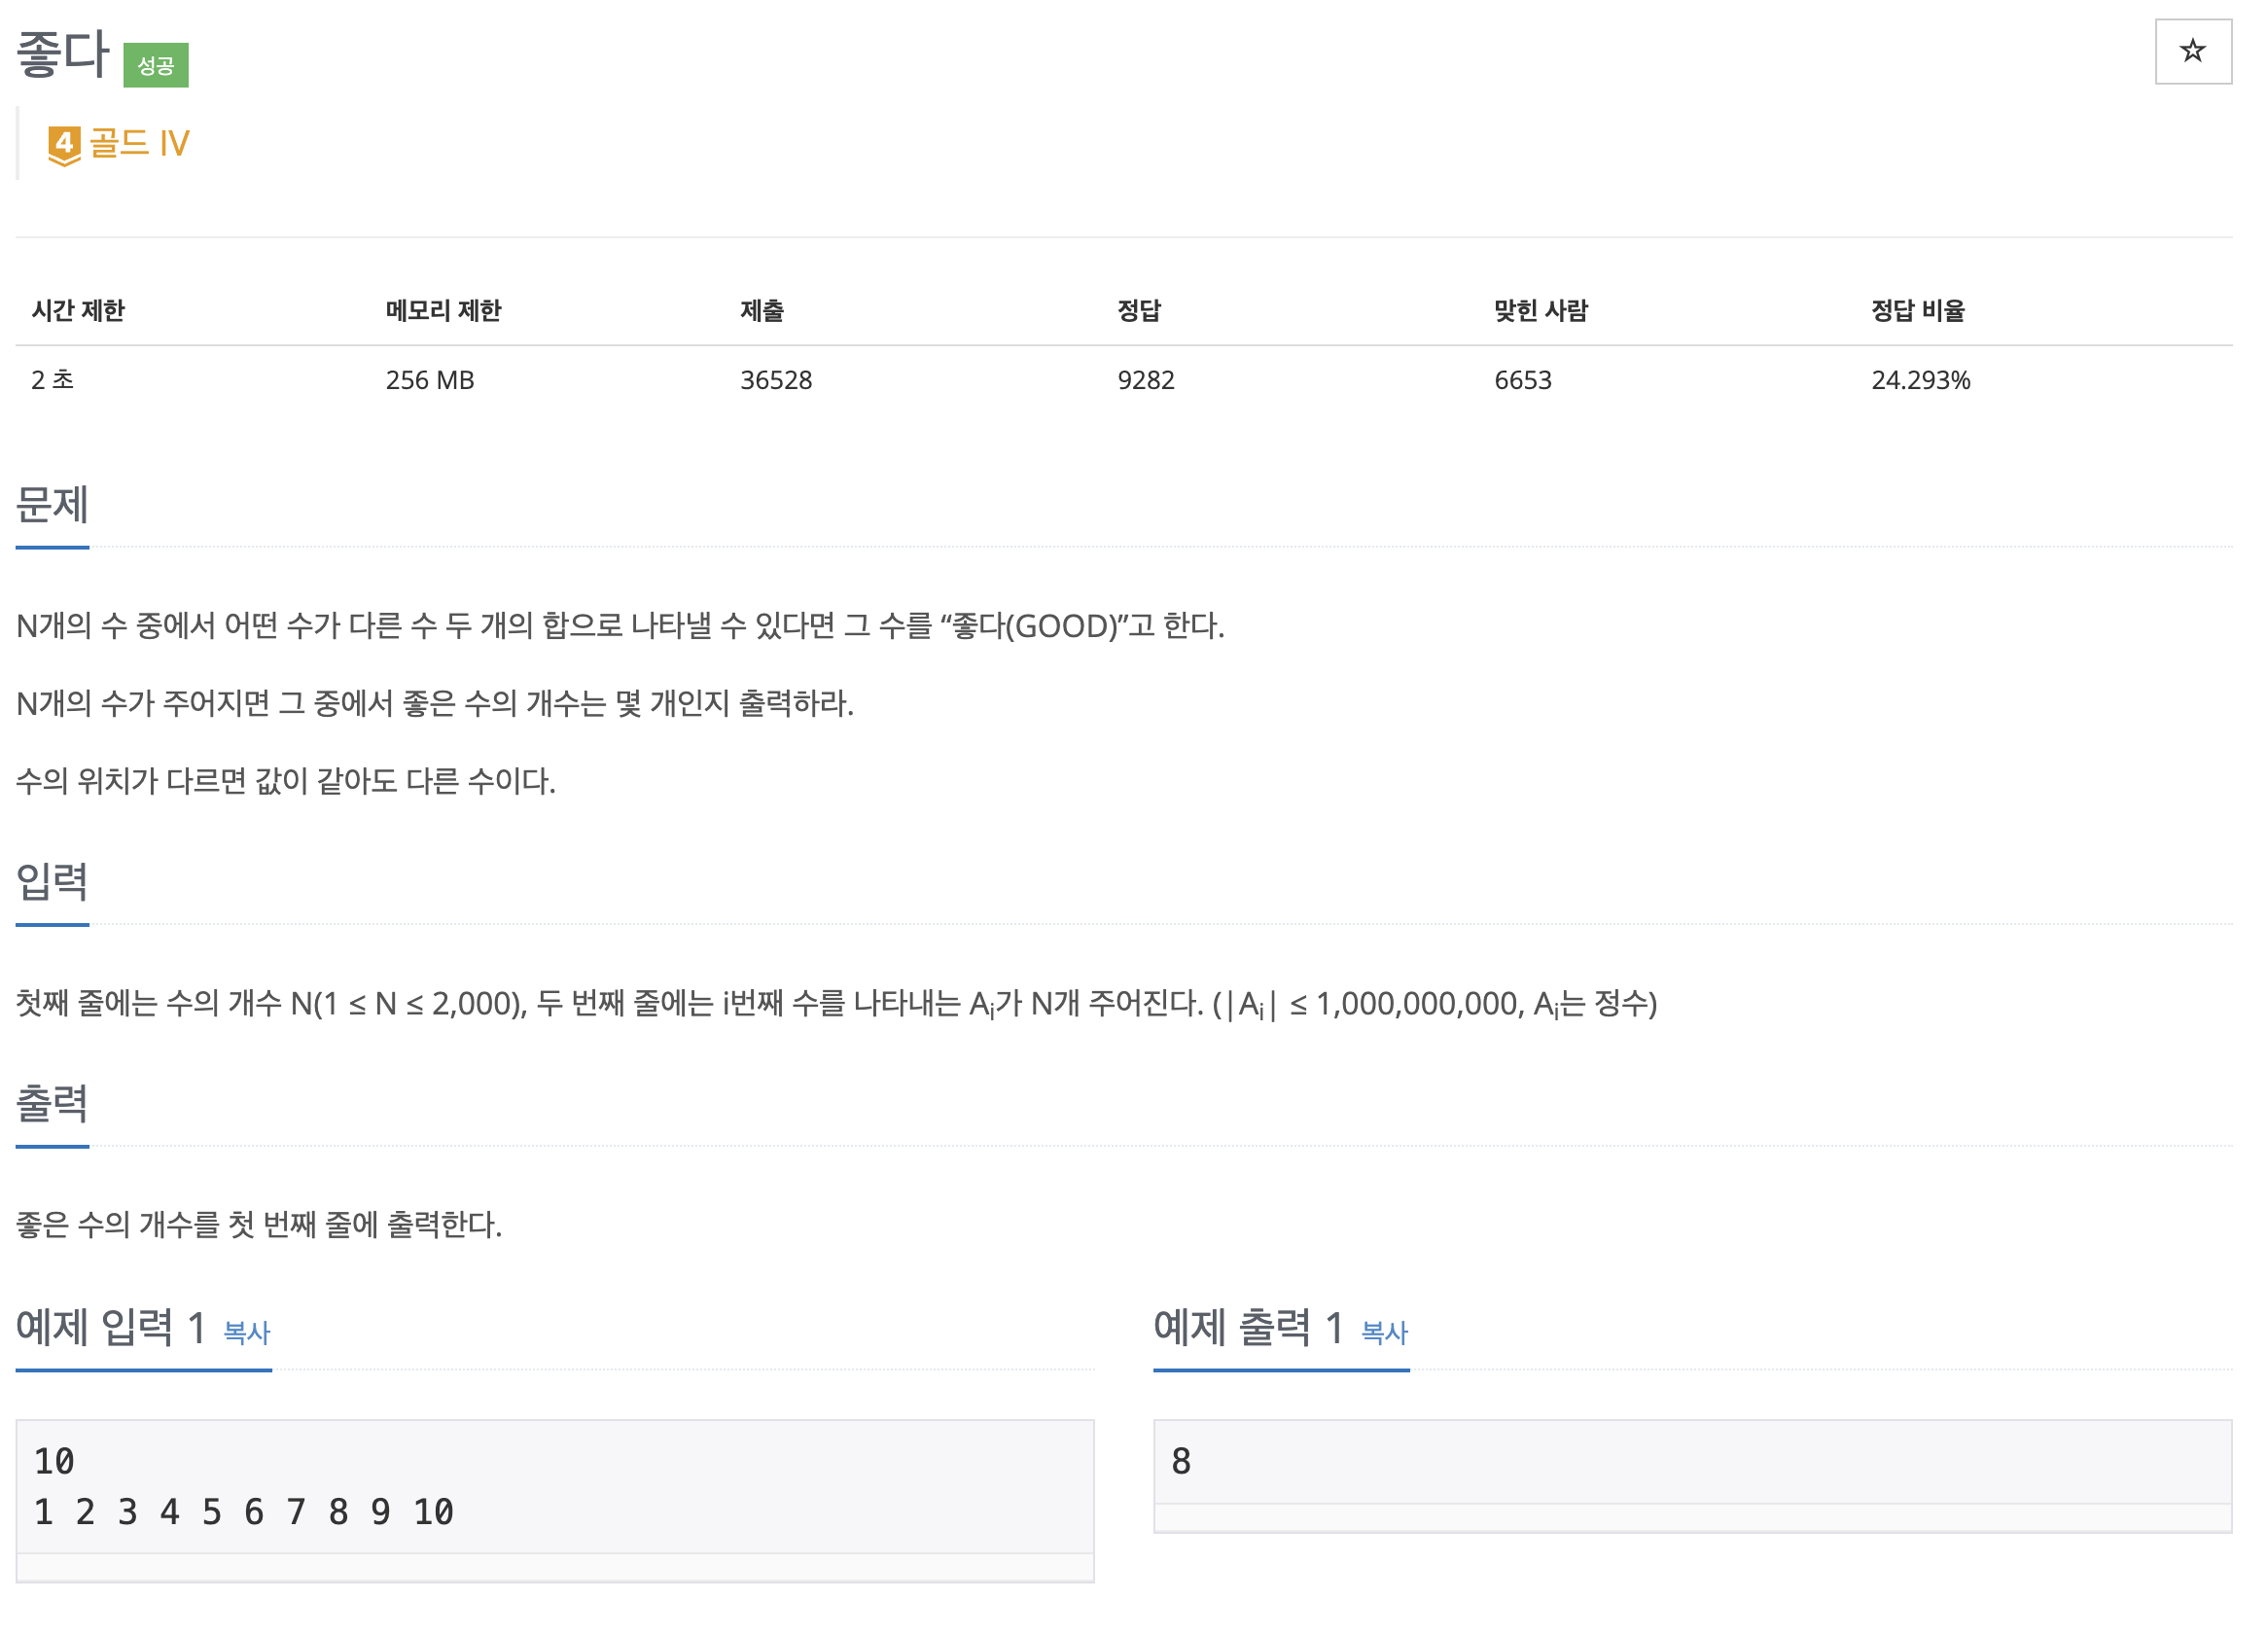 좋다 성공
☆
4 골드 IV
시간 제한 메모리 제한 제출 정답 맞힌 사람 정답 비율
2 초 256 MB 36528 9282 6653 24.293%
문제
N개의 수 중에서 어떤 수가 다른 수 두 개의 합으로 나타낼 수 있다면 그 수를 “좋다(GOOD)”고 한다.
N개의 수가 주어지면 그 중에서 좋은 수의 개수는 몇 개인지 출력하라.
수의 위치가 다르면 값이 같아도 다른 수이다.
입력
첫째 줄에는 수의 개수 N(1 ≤ N ≤ 2,000), 두 번째 줄에는 i번째 수를 나타내는 Ai가 N개 주어진다. (|Ai| ≤ 1,000,000,000, Ai는 정수)
출력
좋은 수의 개수를 첫 번째 줄에 출력한다.
예제 입력 1 복사
10
1 2 3 4 5 6 7 8 9 10
예제 출력 1 복사
8